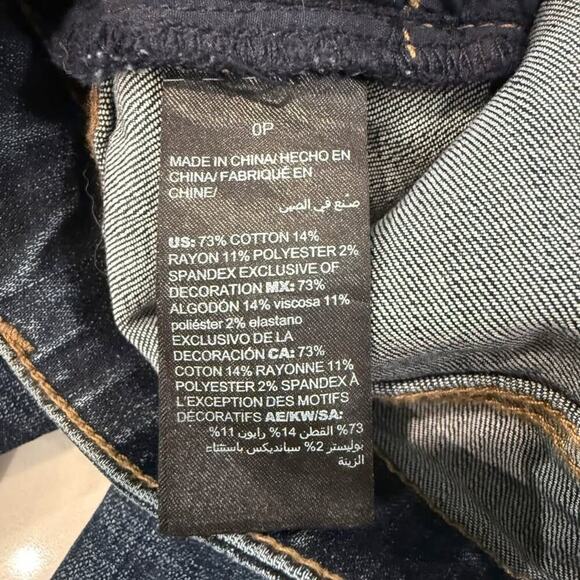 0P
MADE IN CHINA/ HECHO EN
CHINA/ FABRIQUÉ EN
CHINE/
صنع في الصين
US: 73% COTTON 14%
RAYON 11% POLYESTER 2%
SPANDEX EXCLUSIVE OF
DECORATION MX: 73%
ALGODÓN 14% viscosa 11%
poliéster 2% elastano
EXCLUSIVO DE LA
DECORACIÓN CA: 73%
COTON 14% RAYONNE 11%
POLYESTER 2% SPANDEX À
L'EXCEPTION DES MOTIFS
DÉCORATIFS AE/KW/SA:
73% القطن 14% رايون 11%
بوليستر 2% سبانديكس باستثناء
الزينة